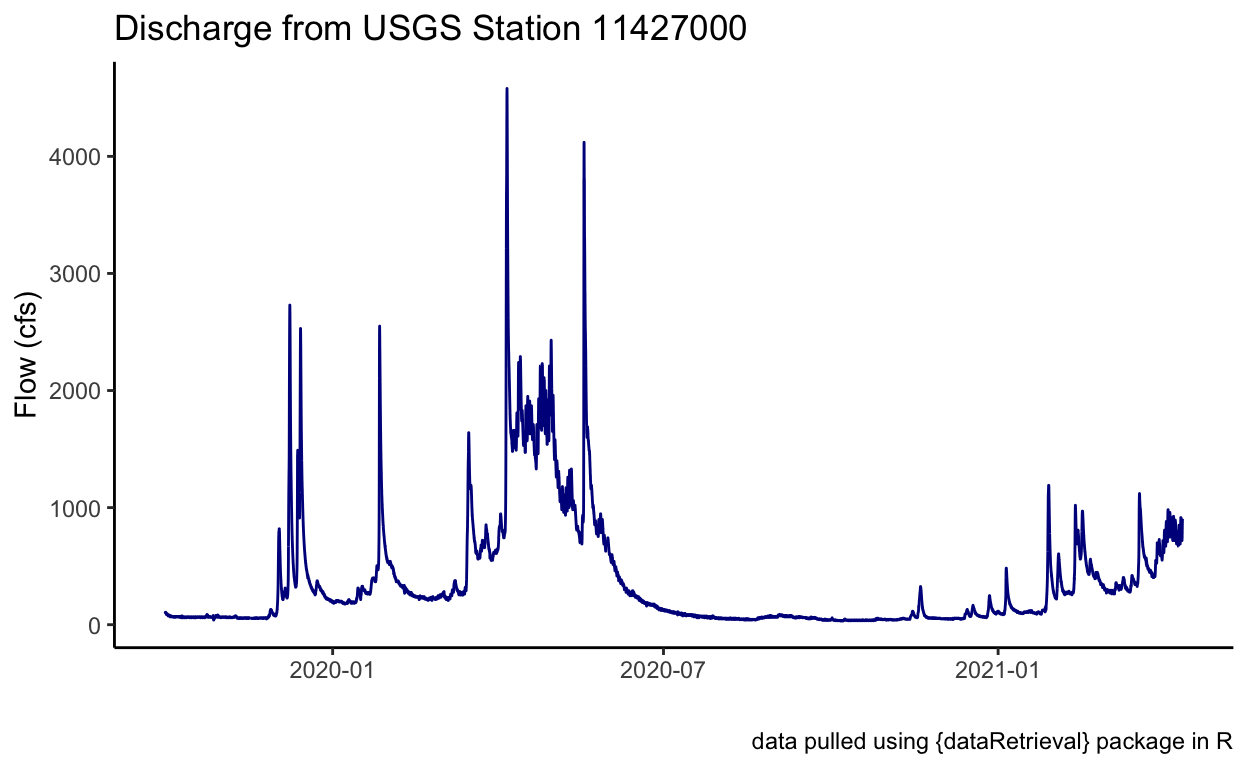 Discharge from USGS Station 11427000
Flow (cfs)
4000
3000
2000
1000
0
2020-01
2020-07
2021-01
data pulled using {dataRetrieval} package in R